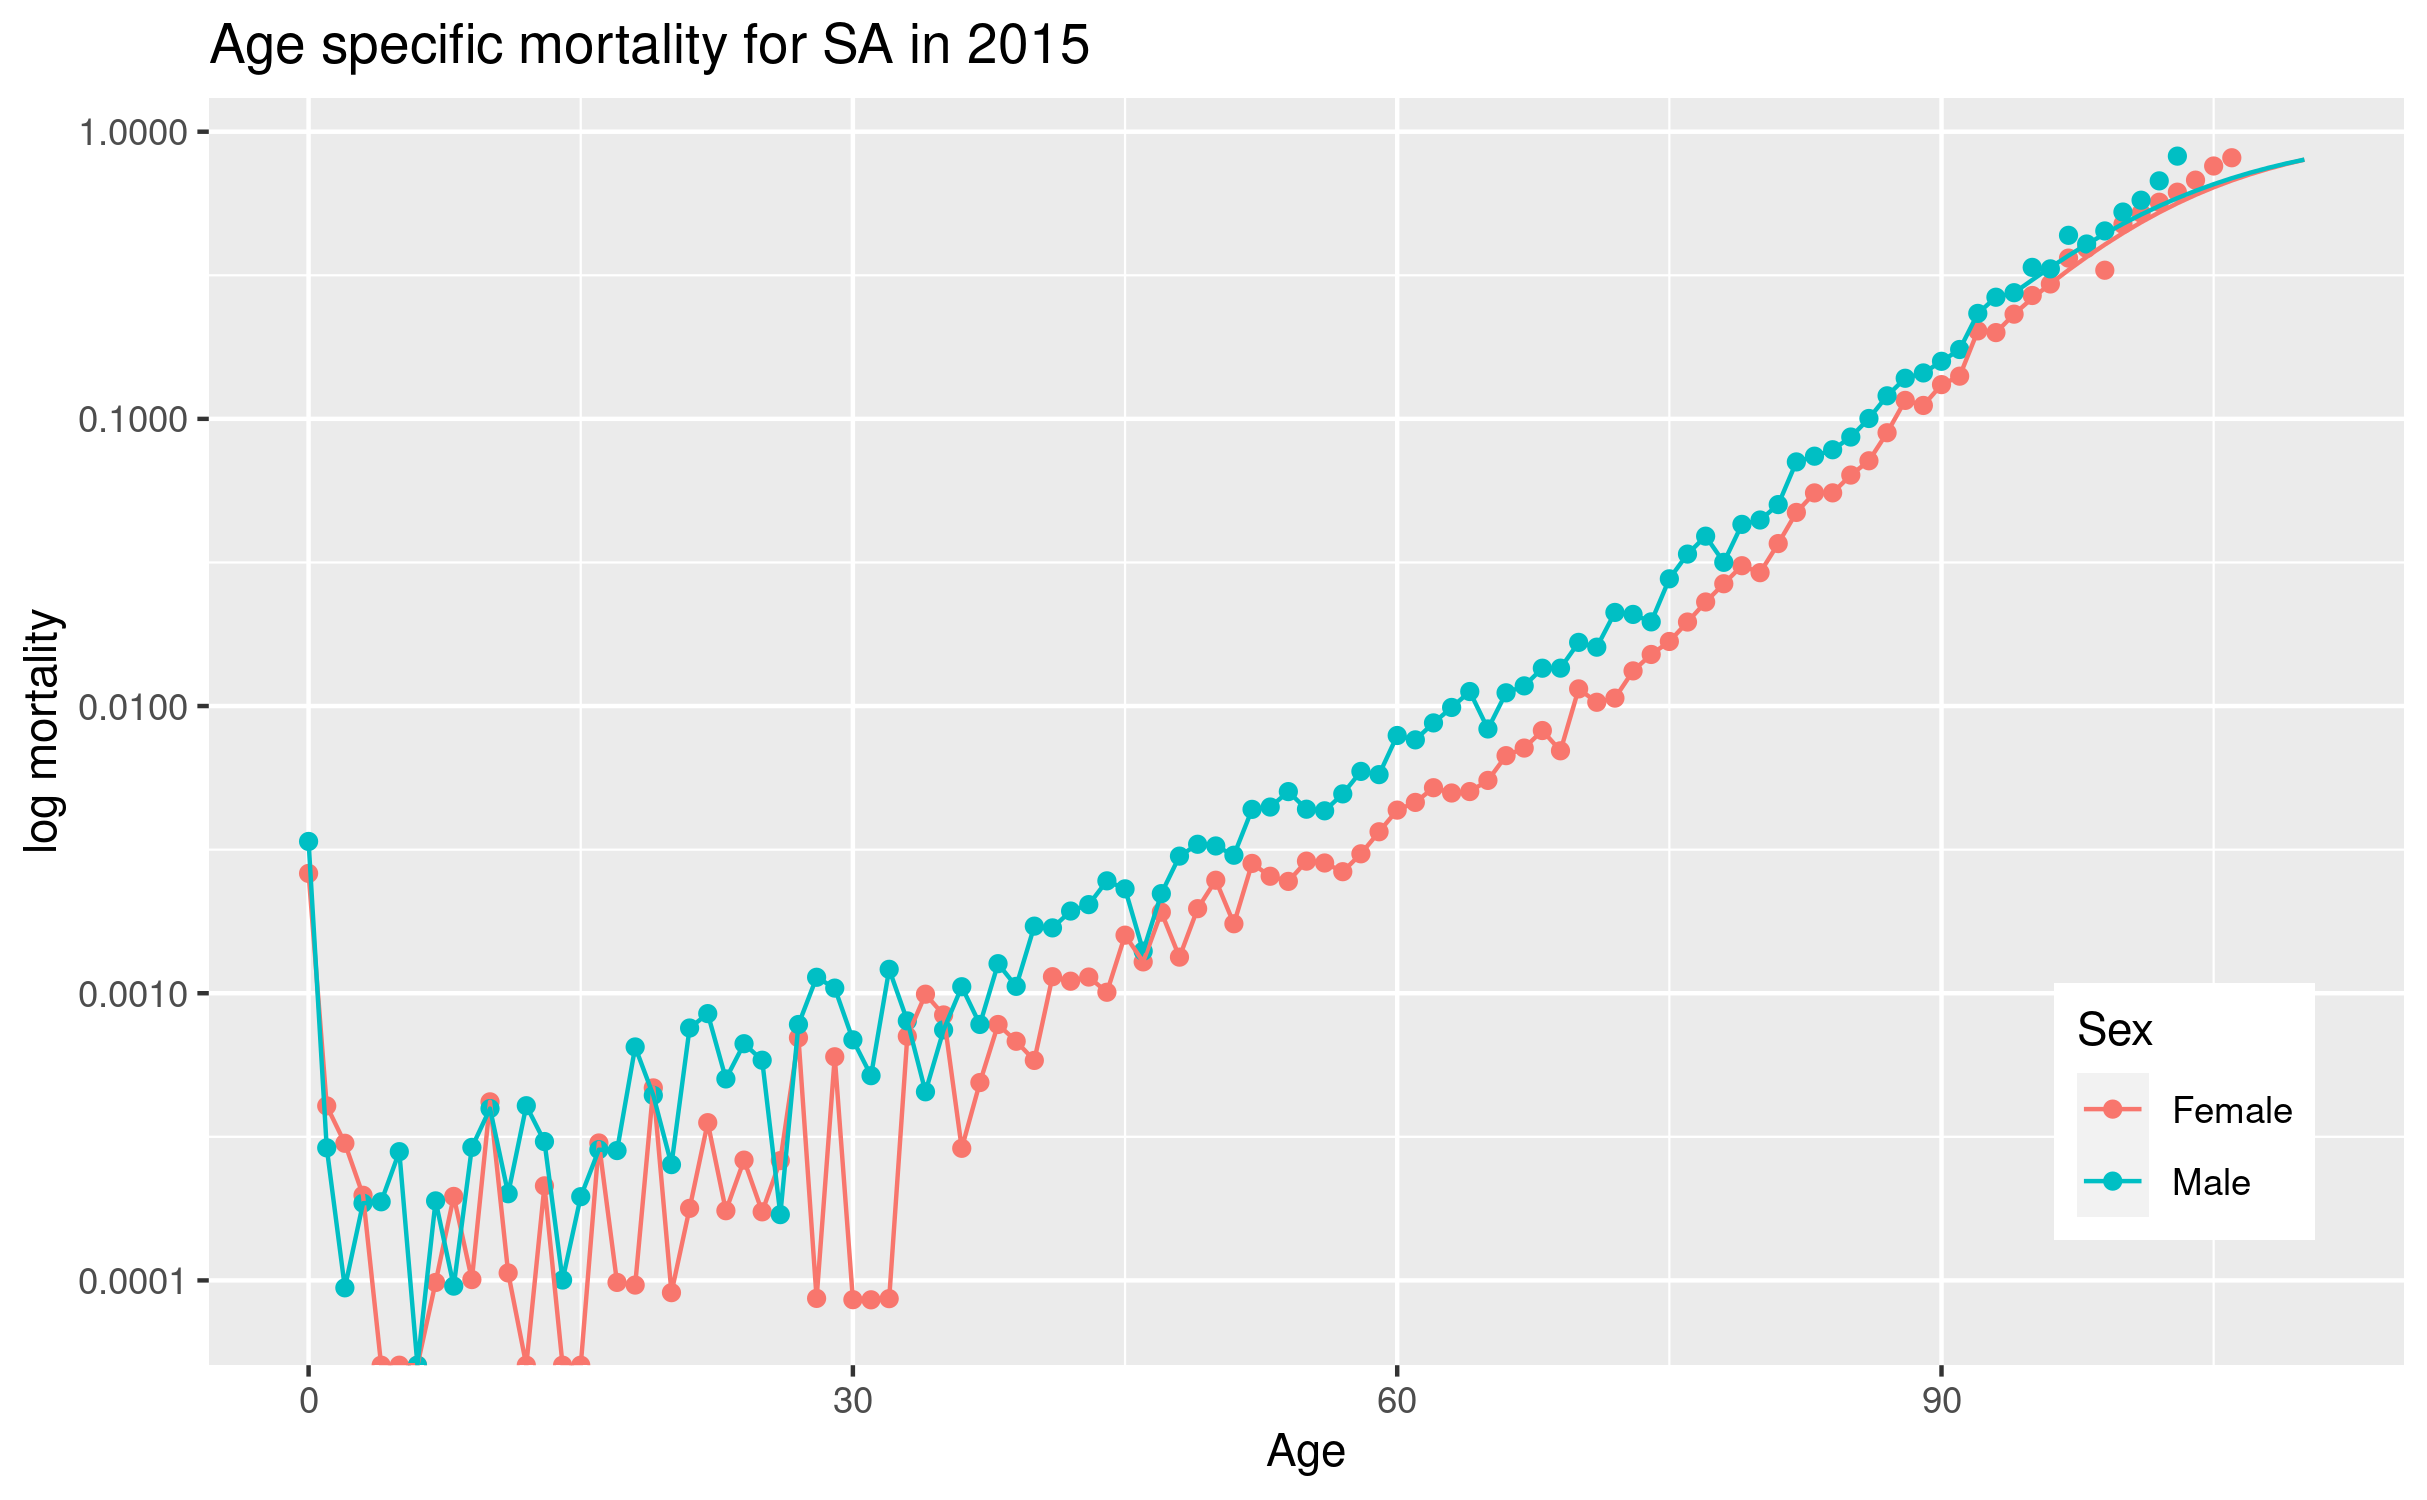 Age specific mortality for SA in 2015
1.0000
0.1000
0.0100
0.0010
0.0001
log mortality
0 30 60 90
Age
Sex
Female
Male